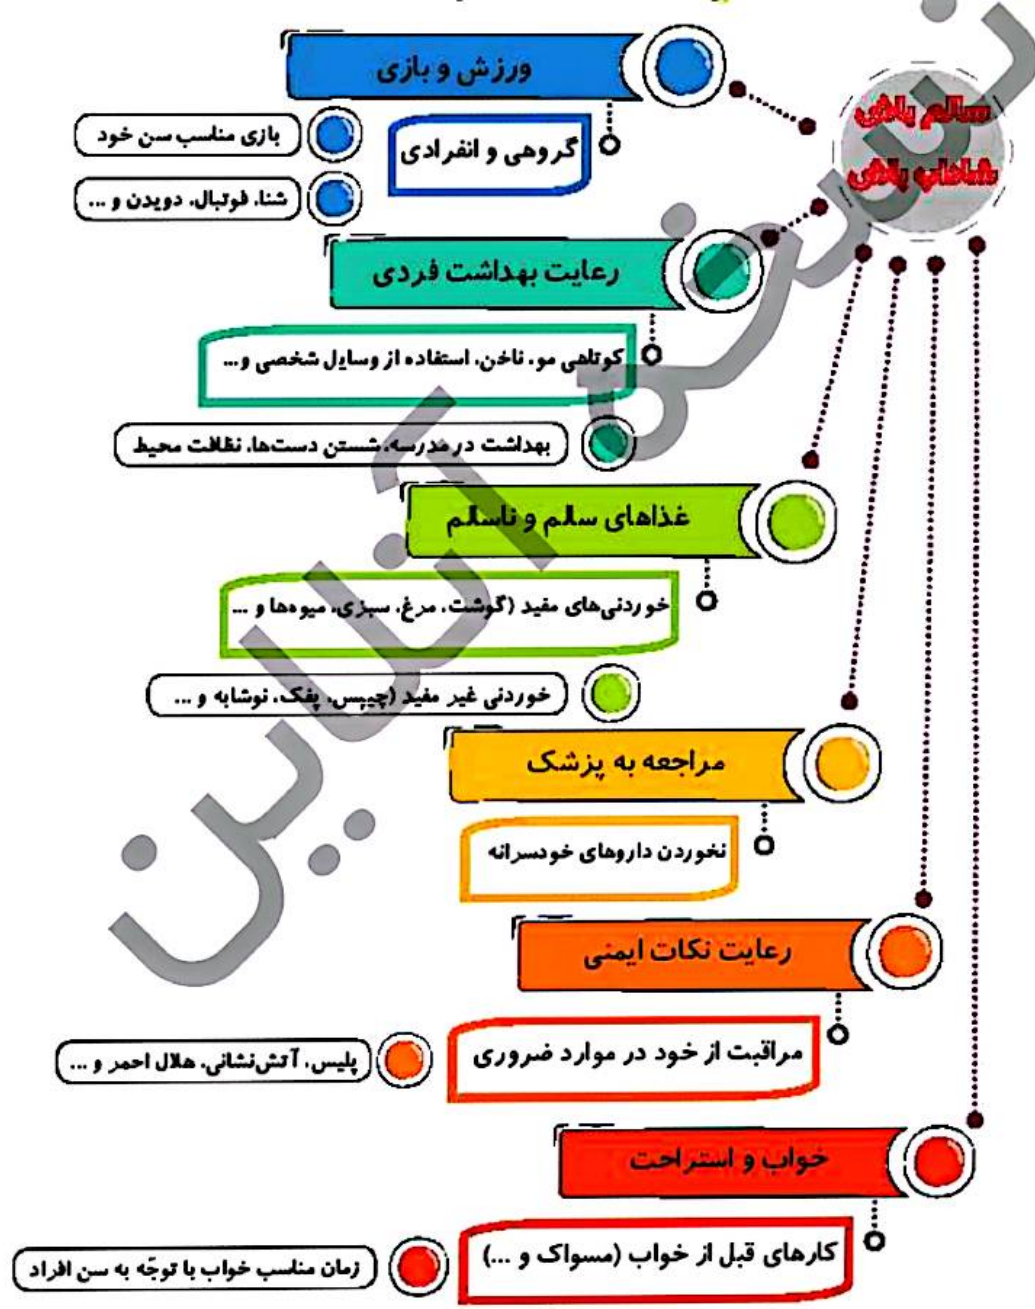 سالم باش
شاداب باش
ورزش و بازی
گروهی و انفرادی
بازی مناسب سن خود
شنا، فوتبال، دویدن و ...
رعایت بهداشت فردی
کوتاهی مو، ناخن، استفاده از وسایل شخصی و...
بهداشت در مدرسه، شستن دست‌ها، نظافت محیط
غذاهای سالم و ناسالم
خوردنی‌های مفید (گوشت، مرغ، سبزی، میوه‌ها و ...
خوردنی غیر مفید (چیپس، پفک، نوشابه و ...
مراجعه به پزشک
نخوردن داروهای خودسرانه
رعایت نکات ایمنی
مراقبت از خود در موارد ضروری
پلیس، آتش‌نشانی، هلال احمر و ...
خواب و استراحت
کارهای قبل از خواب (مسواک و ...)
زمان مناسب خواب با توجّه به سن افراد
آنلاین